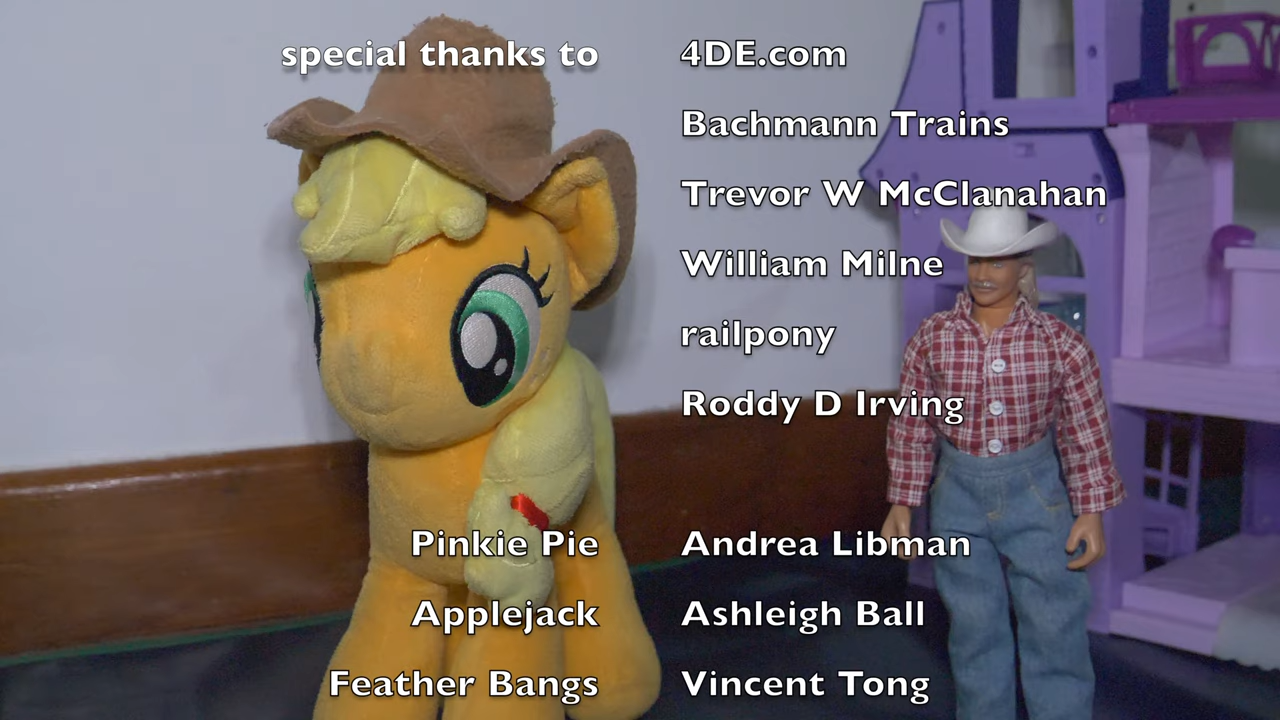 special thanks to 4DE.com
Bachmann Trains
Trevor W McClanahan
William Milne
railpony
Roddy D Irving
Pinkie Pie Andrea Libman
Applejack Ashleigh Ball
Feather Bangs Vincent Tong